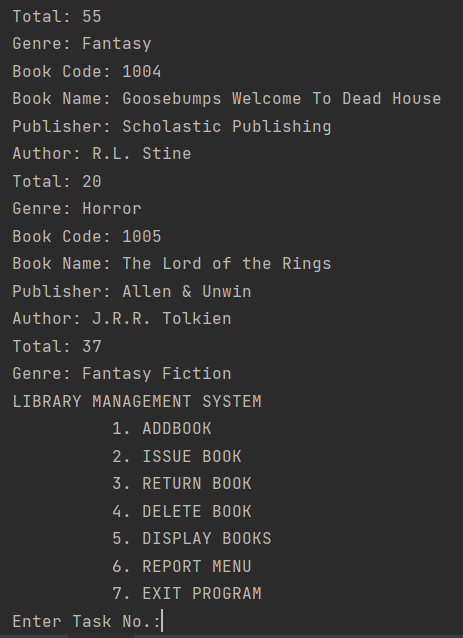 Total: 55
Genre: Fantasy
Book Code: 1004
Book Name: Goosebumps Welcome To Dead House
Publisher: Scholastic Publishing
Author: R.L. Stine
Total: 20
Genre: Horror
Book Code: 1005
Book Name: The Lord of the Rings
Publisher: Allen & Unwin
Author: J.R.R. Tolkien
Total: 37
Genre: Fantasy Fiction
LIBRARY MANAGEMENT SYSTEM
1. ADDBOOK
2. ISSUE BOOK
3. RETURN BOOK
4. DELETE BOOK
5. DISPLAY BOOKS
6. REPORT MENU
7. EXIT PROGRAM
Enter Task No.: